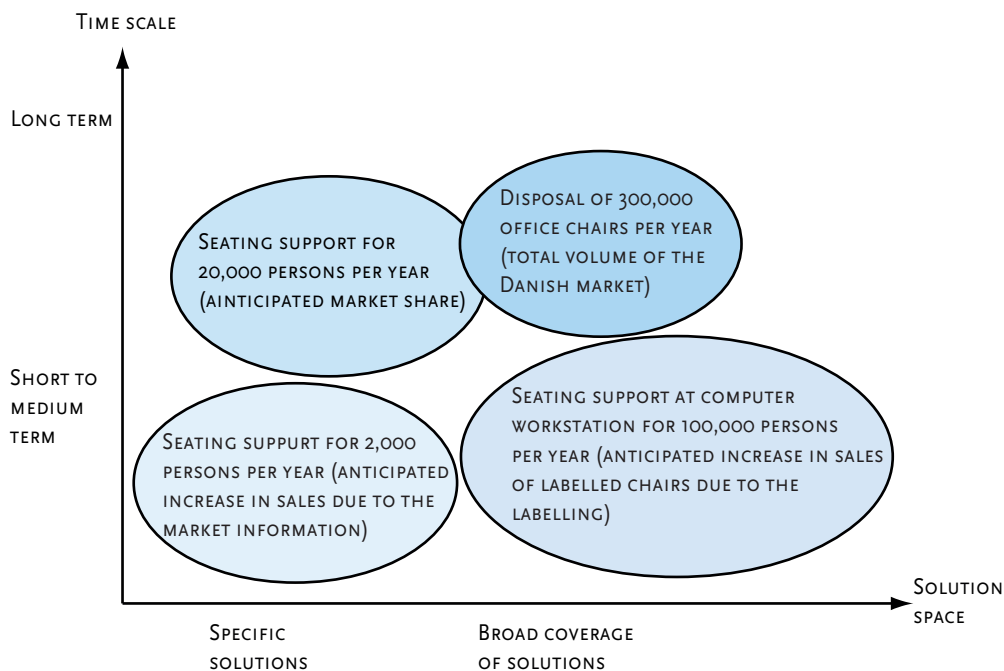 Time scale
Long term
Disposal of 300,000
office chairs per year
(total volume of the
Danish market)
Seating support for
20,000 persons per year
(ainticipated market share)
Short to
medium
term
Seating support at computer
workstation for 100,000 persons
per year (anticipated increase in sales
of labelled chairs due to the
labelling)
Seating suppurt for 2,000
persons per year (anticipated
increase in sales due to the
market information)
Solution
space
Specific
solutions
Broad coverage
of solutions